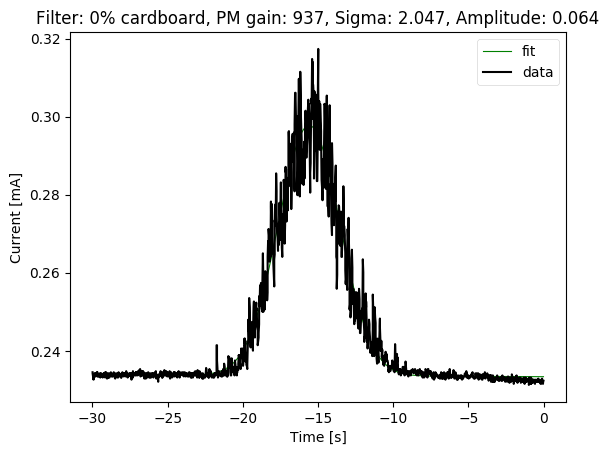 Filter: 0% cardboard, PM gain: 937, Sigma: 2.047, Amplitude: 0.064
0.32
0.30
0.28
0.26
0.24
Current [mA]
fit
data
−30
−25
−20
−15
−10
−5
0
Time [s]